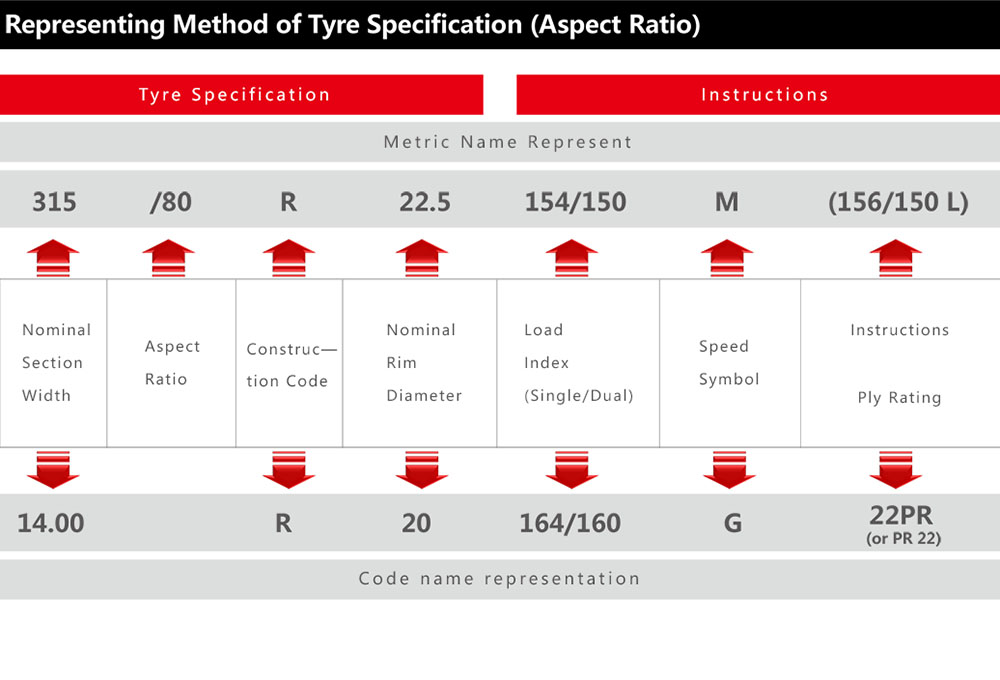 Representing Method of Tyre Specification (Aspect Ratio)
Tyre Specification
Instructions
Metric Name Represent
315 /80 R 22.5 154/150 M (156/150 L)
Nominal
Section
Width
Aspect
Ratio
Construc—
tion Code
Nominal
Rim
Diameter
Load
Index
(Single/Dual)
Speed
Symbol
Instructions
Ply Rating
14.00 R 20 164/160 G 22PR
(or PR 22)
Code name representation